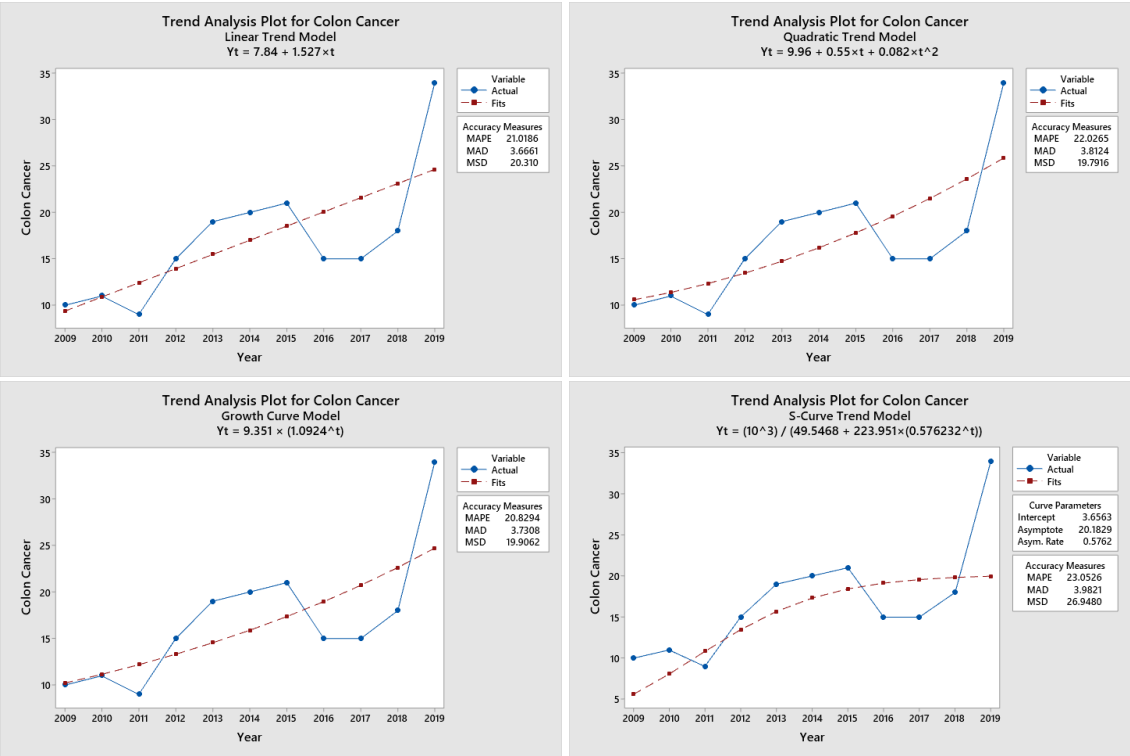 Trend Analysis Plot for Colon Cancer
Linear Trend Model
Yt = 7.84 + 1.527×t
35
30
25
20
15
10
Colon Cancer
2009 2010 2011 2012 2013 2014 2015 2016 2017 2018 2019
Year
Variable
Actual
Fits
Accuracy Measures
MAPE 21.0186
MAD 3.6661
MSD 20.310
Trend Analysis Plot for Colon Cancer
Quadratic Trend Model
Yt = 9.96 + 0.55×t + 0.082×t^2
35
30
25
20
15
10
Colon Cancer
2009 2010 2011 2012 2013 2014 2015 2016 2017 2018 2019
Year
Variable
Actual
Fits
Accuracy Measures
MAPE 22.0265
MAD 3.8124
MSD 19.7916
Trend Analysis Plot for Colon Cancer
Growth Curve Model
Yt = 9.351 × (1.0924^t)
35
30
25
20
15
10
Colon Cancer
2009 2010 2011 2012 2013 2014 2015 2016 2017 2018 2019
Year
Variable
Actual
Fits
Accuracy Measures
MAPE 20.8294
MAD 3.7308
MSD 19.9062
Trend Analysis Plot for Colon Cancer
S-Curve Trend Model
Yt = (10^3) / (49.5468 + 223.951×(0.576232^t))
35
30
25
20
15
10
5
Colon Cancer
2009 2010 2011 2012 2013 2014 2015 2016 2017 2018 2019
Year
Variable
Actual
Fits
Curve Parameters
Intercept 3.6563
Asymptote 20.1829
Asym. Rate 0.5762
Accuracy Measures
MAPE 23.0526
MAD 3.9821
MSD 26.9480